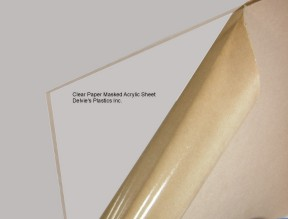 Clear Paper Masked Acrylic Sheet
Delvie's Plastics Inc.